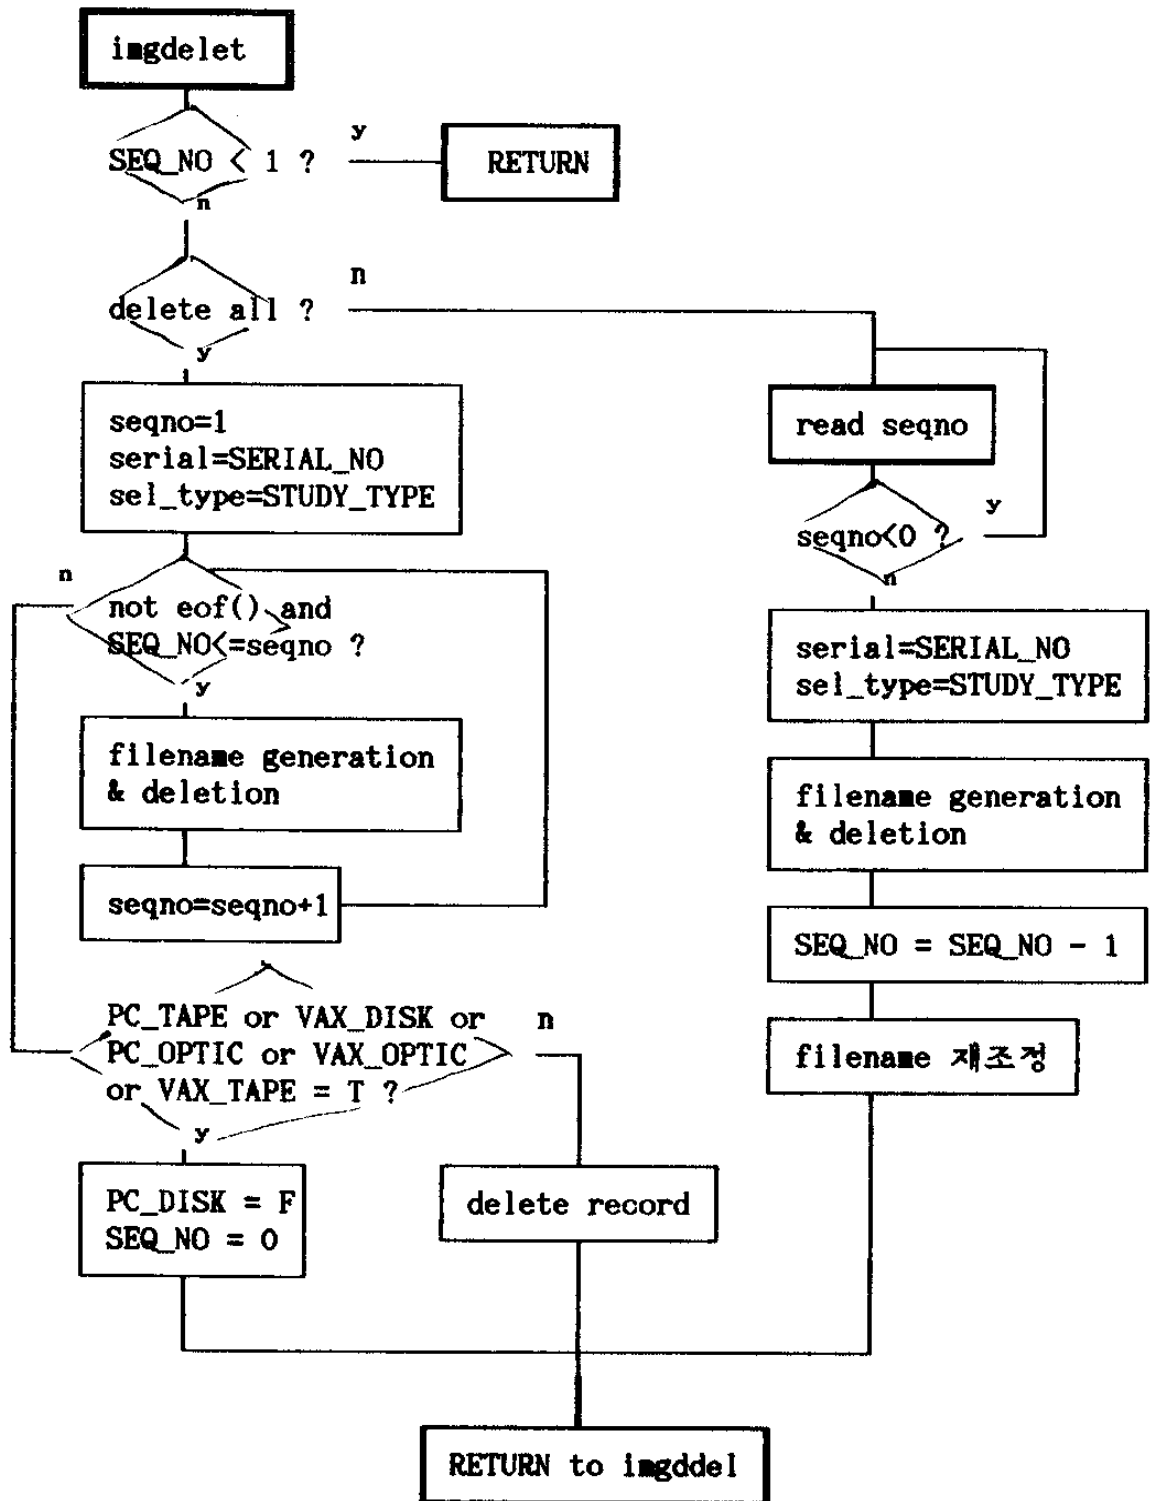 imgdelet
SEQ_NO < 1 ?
y
RETURN
n
delete all ?
n
y
seqno=1
serial=SERIAL_NO
sel_type=STUDY_TYPE
n
not eof() and
SEQ_NO<=seqno ?
y
filename generation
& deletion
seqno=seqno+1
PC_TAPE or VAX_DISK or
PC_OPTIC or VAX_OPTIC
or VAX_TAPE = T ?
n
y
PC_DISK = F
SEQ_NO = 0
delete record
read seqno
seqno<0 ?
y
n
serial=SERIAL_NO
sel_type=STUDY_TYPE
filename generation
& deletion
SEQ_NO = SEQ_NO - 1
filename 재조정
RETURN to imgddel